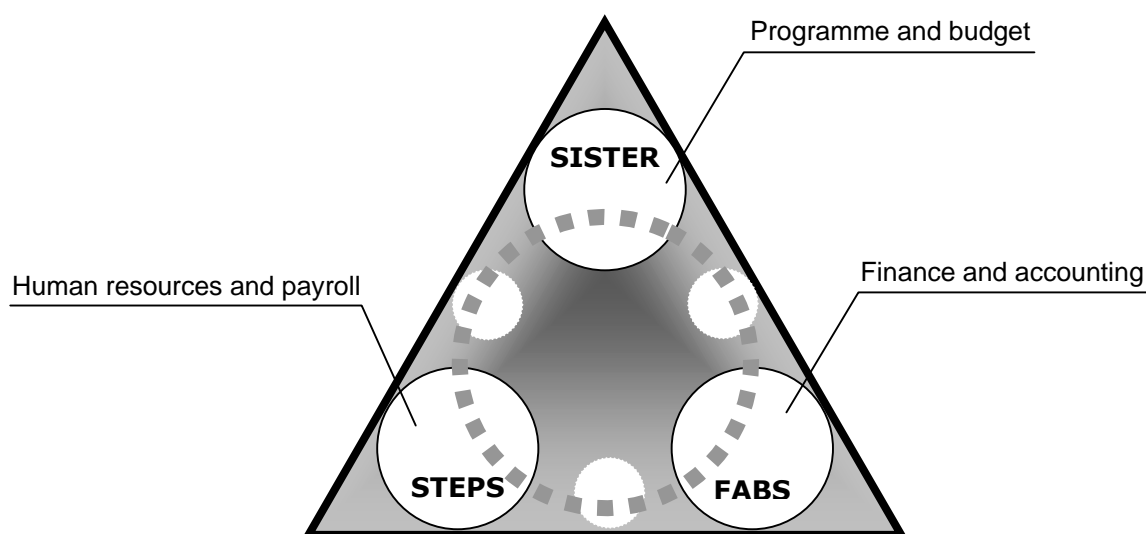 Programme and budget
SISTER
Human resources and payroll
Finance and accounting
STEPS
FABS